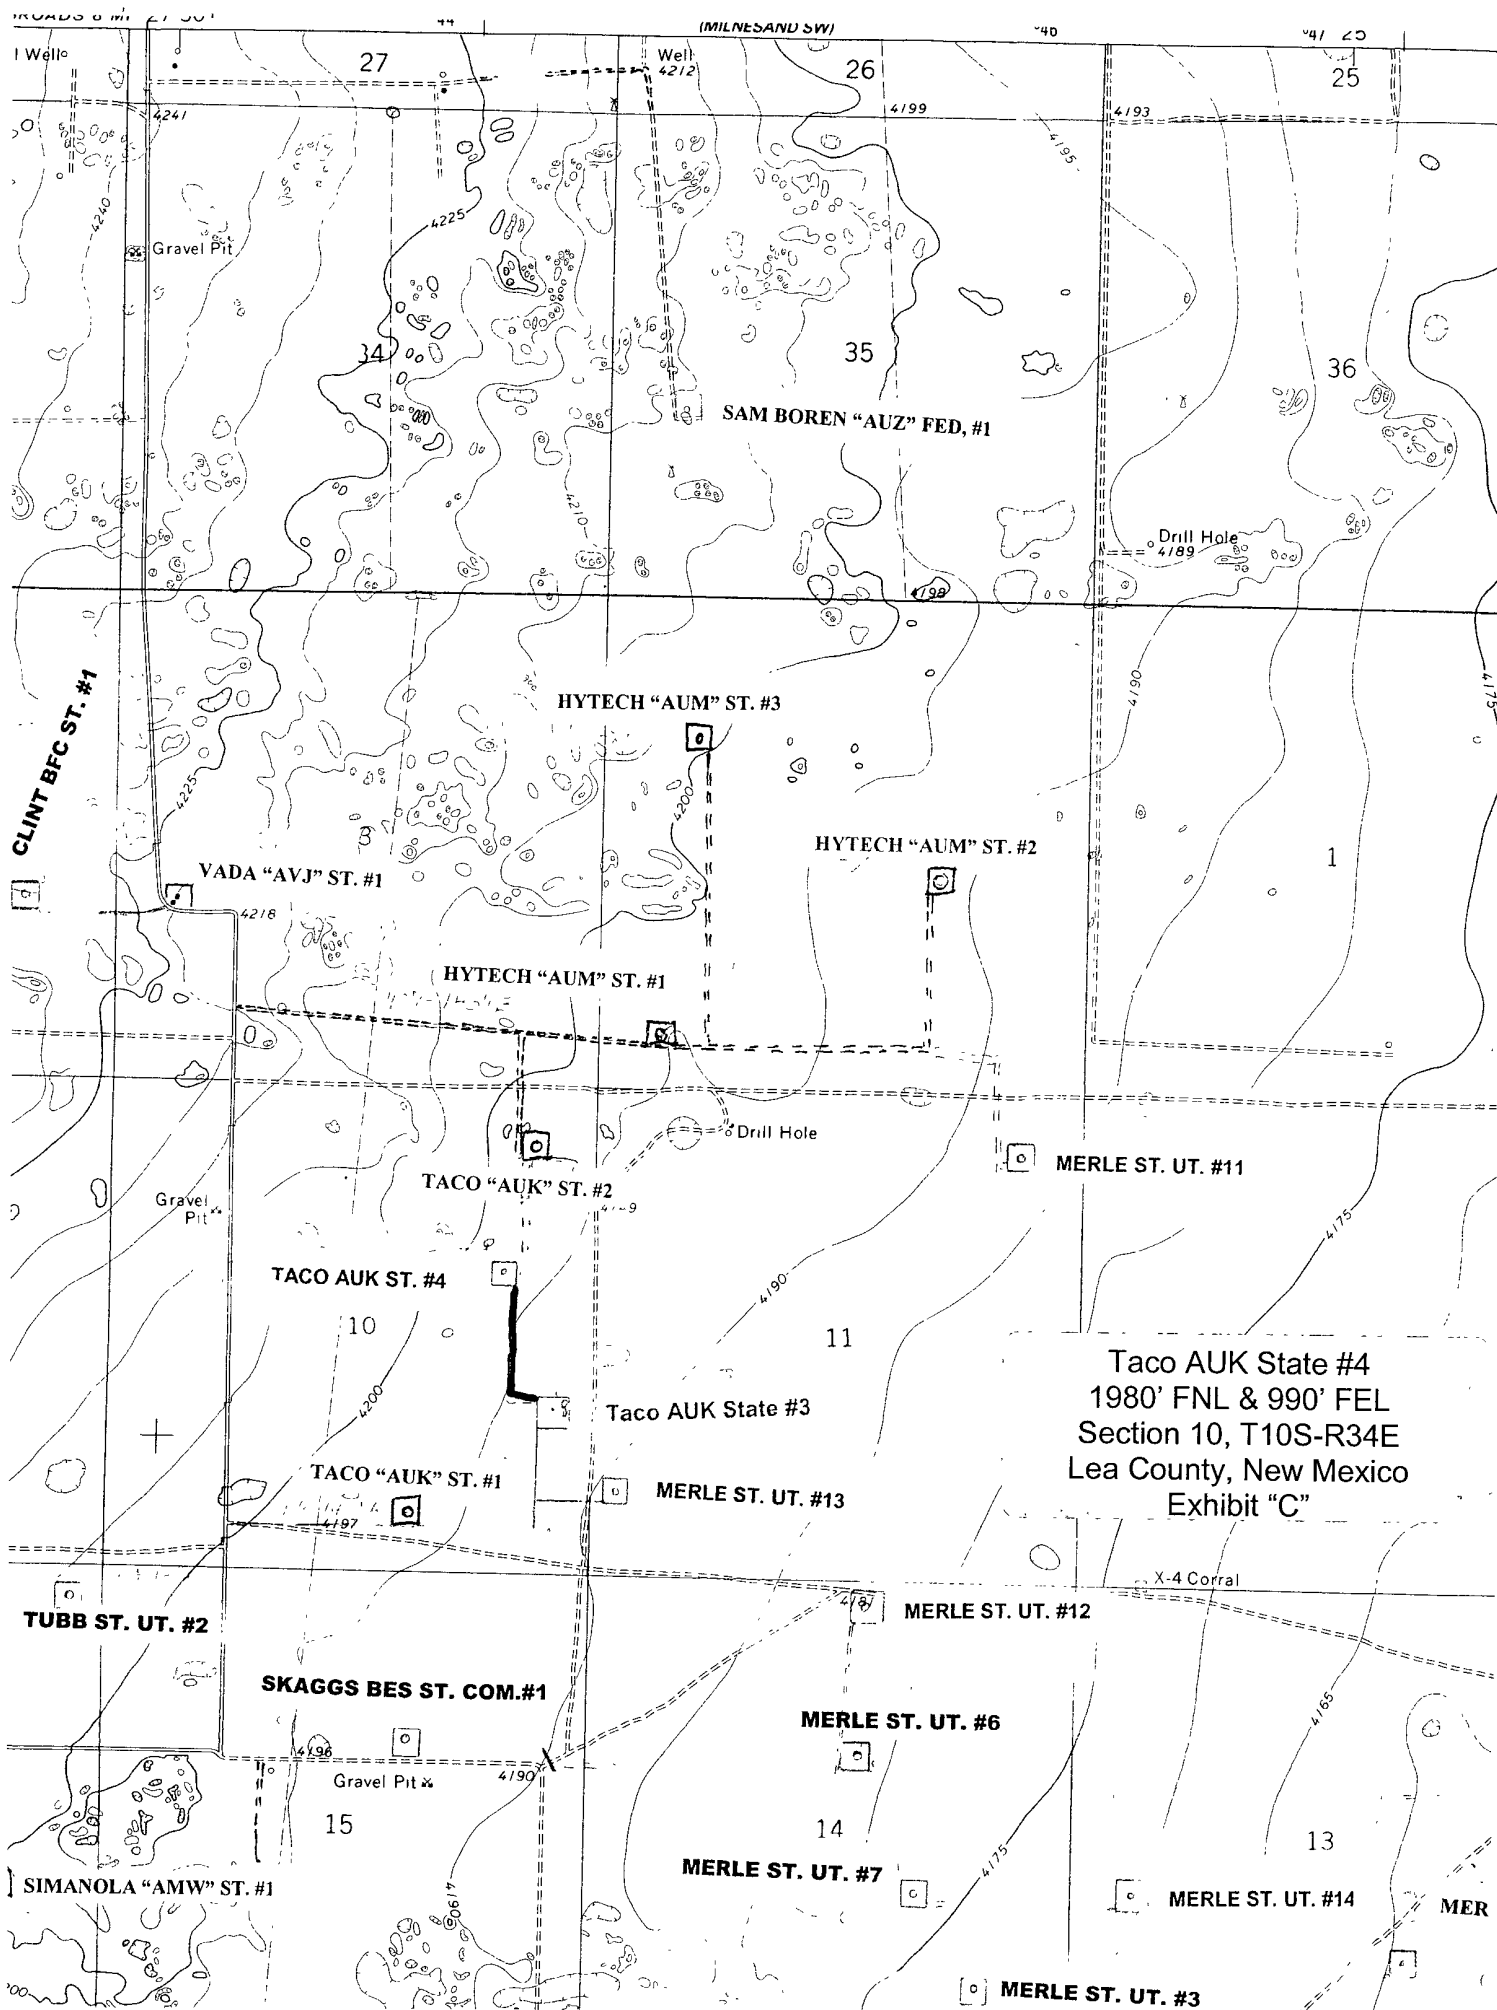 44
(MILNESAND SW)
25
Well
27
Well
4212
26
25
4241
4199
4193
4195
4240
4225
Gravel Pit
34
35
36
SAM BOREN “AUZ” FED, #1
4210
Drill Hole
4189
4198
CLINT BFC ST. #1
4190
4175
HYTECH “AUM” ST. #3
4225
4200
3
HYTECH “AUM” ST. #2
1
VADA “AVJ” ST. #1
4218
HYTECH “AUM” ST. #1
Drill Hole
MERLE ST. UT. #11
TACO “AUK” ST. #2
Gravel
Pit
4175
TACO AUK ST. #4
4190
10
11
Taco AUK State #4
1980’ FNL & 990’ FEL
Section 10, T10S-R34E
Lea County, New Mexico
Exhibit “C”
4200
Taco AUK State #3
TACO “AUK” ST. #1
MERLE ST. UT. #13
4197
X-4 Corral
TUBB ST. UT. #2
MERLE ST. UT. #12
SKAGGS BES ST. COM.#1
4165
MERLE ST. UT. #6
4196
Gravel Pit
4190
15
14
13
4175
MERLE ST. UT. #7
SIMANOLA “AMW” ST. #1
4190
MERLE ST. UT. #14
MER
MERLE ST. UT. #3